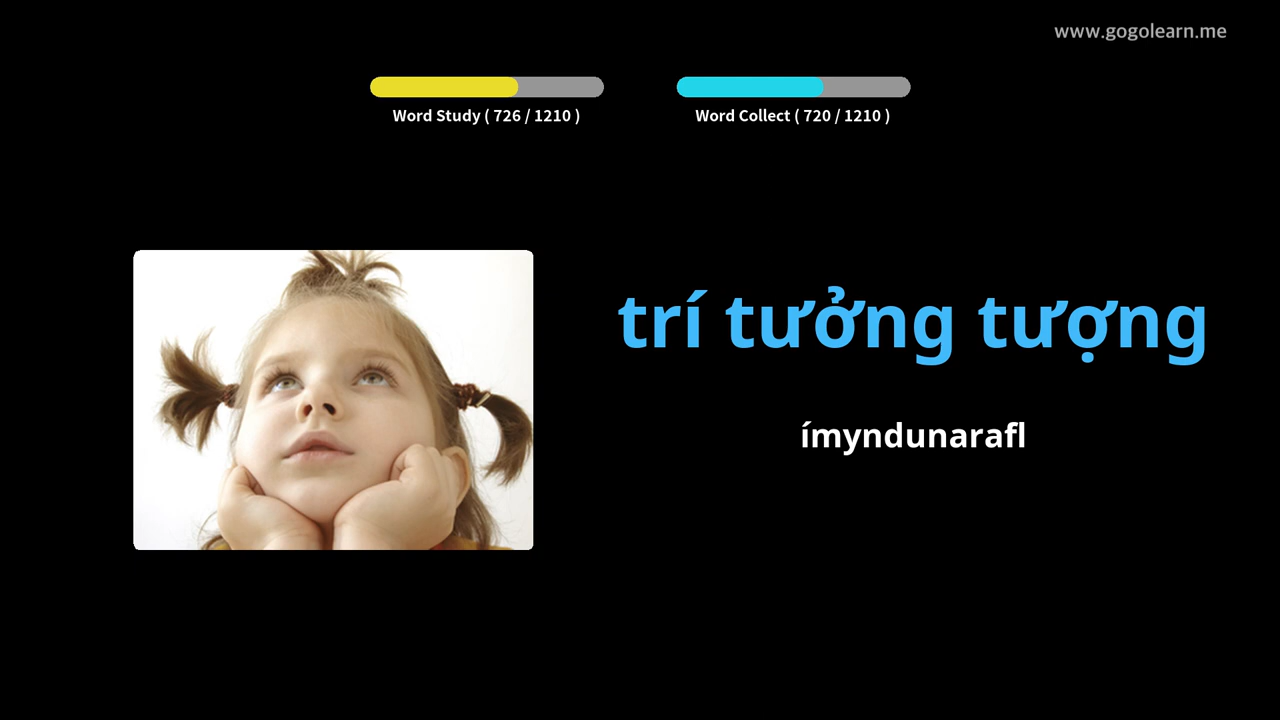 www.gogolearn.me
Word Study ( 726 / 1210 )
Word Collect ( 720 / 1210 )
trí tưởng tượng
ímyndunarafl